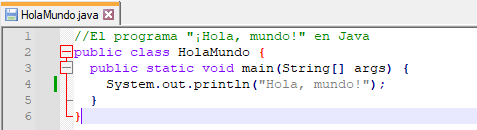 HolaMundo.java
1 //El programa "¡Hola, mundo!" en Java
2 public class HolaMundo {
3 public static void main(String[] args) {
4 System.out.println("Hola, mundo!");
5 }
6 }